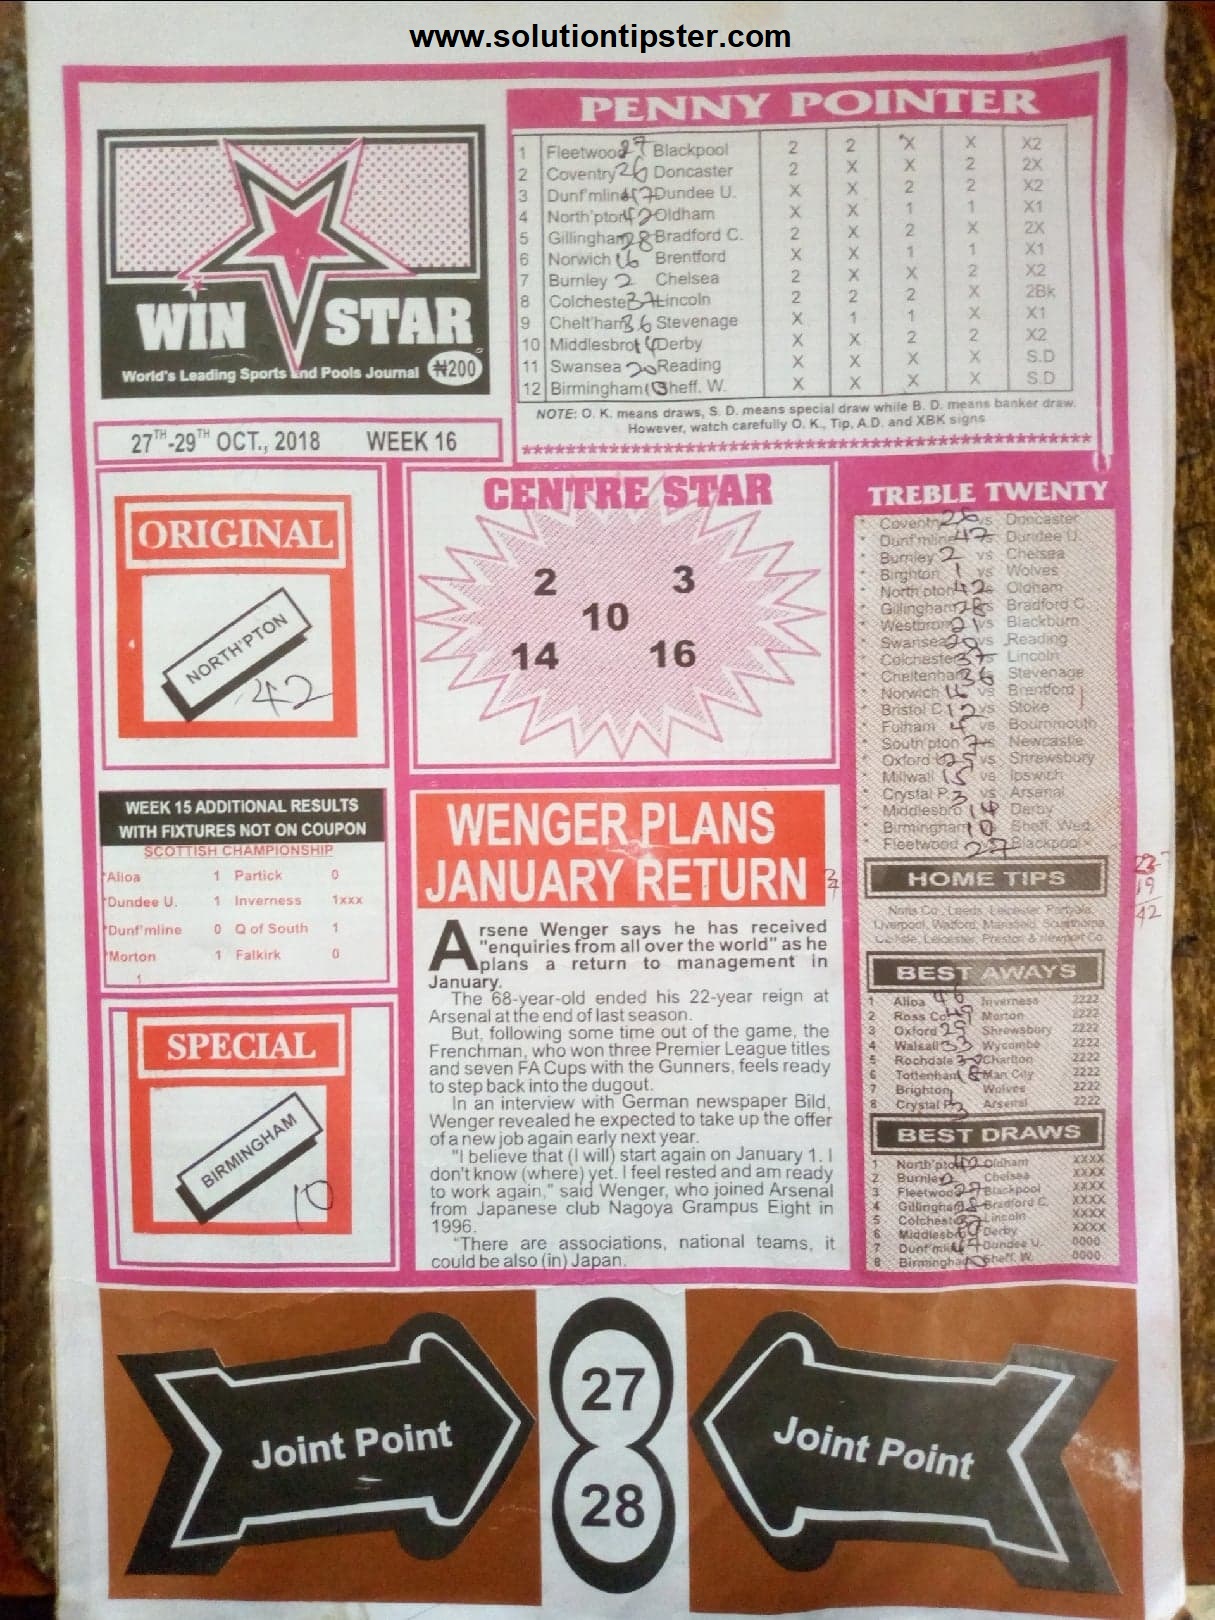 www.solutiontipster.com
WIN STAR
World's Leading Sports and Pools Journal ₦200
27TH-29TH OCT., 2018 WEEK 16
PENNY POINTER
1 Fleetwood 27 Blackpool 2 2 X X X2
2 Coventry 26 Doncaster 2 X X 2 2X
3 Dunf'mline 47 Dundee U. X X 2 2 X2
4 North'pton 42 Oldham X X 1 1 X1
5 Gillingham 28 Bradford C. 2 X 2 X 2X
6 Norwich 16 Brentford X X 1 1 X1
7 Burnley 2 Chelsea 2 X X 2 X2
8 Colcheste 37 Lincoln 2 2 2 X 2Bk
9 Chelt'ham 36 Stevenage X 1 1 X X1
10 Middlesbro 14 Derby X X 2 2 X2
11 Swansea 20 Reading X X X X S.D
12 Birmingham 10 Sheff. W. X X X X S.D
NOTE: O. K. means draws, S. D. means special draw while B. D. means banker draw.
However, watch carefully O. K., Tip, A.D. and XBK signs
ORIGINAL
NORTH'PTON
42
CENTRE STAR
2 3
10
14 16
TREBLE TWENTY
Coventry 26 vs Doncaster
Dunf'mline 47 Dundee U.
Burnley 2 vs Chelsea
Birghton 1 vs Wolves
North'pton 42 Oldham
Gillingham 28 Bradford C
Westbrom 21 vs Blackburn
Swansea 20 vs Reading
Colchester 37 Lincoln
Cheltenham 36 Stevenage
Norwich 16 vs Brentford
Bristol C 12 vs Stoke
Fulham 4 vs Bournmouth
South'pton 7 vs Newcastle
Oxford U 25 vs Shrewsbury
Millwall 15 vs Ipswich
Crystal P. 3 vs Arsenal
Middlesbro 14 Derby
Birmingham 10 Sheff. Wed.
Fleetwood 27 Blackpool
23
19
42
WEEK 15 ADDITIONAL RESULTS
WITH FIXTURES NOT ON COUPON
SCOTTISH CHAMPIONSHIP
*Alloa 1 Partick 0
*Dundee U. 1 Inverness 1xxx
*Dunf'mline 0 Q of South 1
*Morton 1 Falkirk 0
1
SPECIAL
BIRMINGHAM
10
WENGER PLANS
JANUARY RETURN
Arsene Wenger says he has received
"enquiries from all over the world" as he
plans a return to management in
January.
The 68-year-old ended his 22-year reign at
Arsenal at the end of last season.
But, following some time out of the game, the
Frenchman, who won three Premier League titles
and seven FA Cups with the Gunners, feels ready
to step back into the dugout.
In an interview with German newspaper Bild,
Wenger revealed he expected to take up the offer
of a new job again early next year.
"I believe that (I will) start again on January 1. I
don't know (where) yet. I feel rested and am ready
to work again," said Wenger, who joined Arsenal
from Japanese club Nagoya Grampus Eight in
1996.
"There are associations, national teams, it
could be also (in) Japan.
HOME TIPS
Notts Co., Leeds, Leicester,
Liverpool, Watford, Mansfield, Scunthorpe
Leicester, Preston & Newport Co.
BEST AWAYS
1 Alloa 46 Inverness 2222
2 Ross Co. 49 Morton 2222
3 Oxford 25 Shrewsbury 2222
4 Walsall 33 Wycombe 2222
5 Rochdale Charlton 2222
6 Tottenham 8 Man City 2222
7 Brighton 1 Wolves 2222
8 Crystal P. 3 Arsenal 2222
BEST DRAWS
1 North'pton 42 Oldham XXXX
2 Burnley 2 Chelsea XXXX
3 Fleetwood 27 Blackpool XXXX
4 Gillingham 28 Bradford C. XXXX
5 Colchester 37 Lincoln XXXX
6 Middlesbro Derby XXXX
7 Dunf'mline 47 Dundee U. 0000
8 Birmingham 10 Sheff. W. 0000
Joint Point
27
28
Joint Point